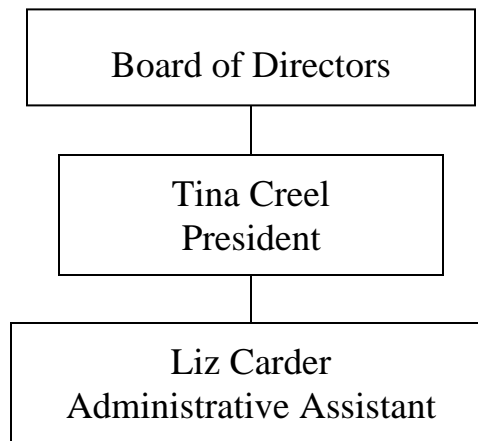 Board of Directors
Tina Creel
President
Liz Carder
Administrative Assistant